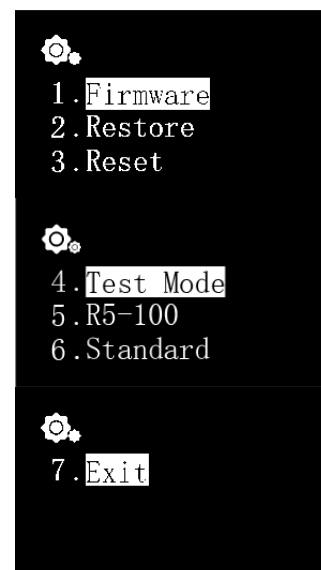 1.Firmware
2.Restore
3.Reset
4.Test Mode
5.R5-100
6.Standard
7.Exit